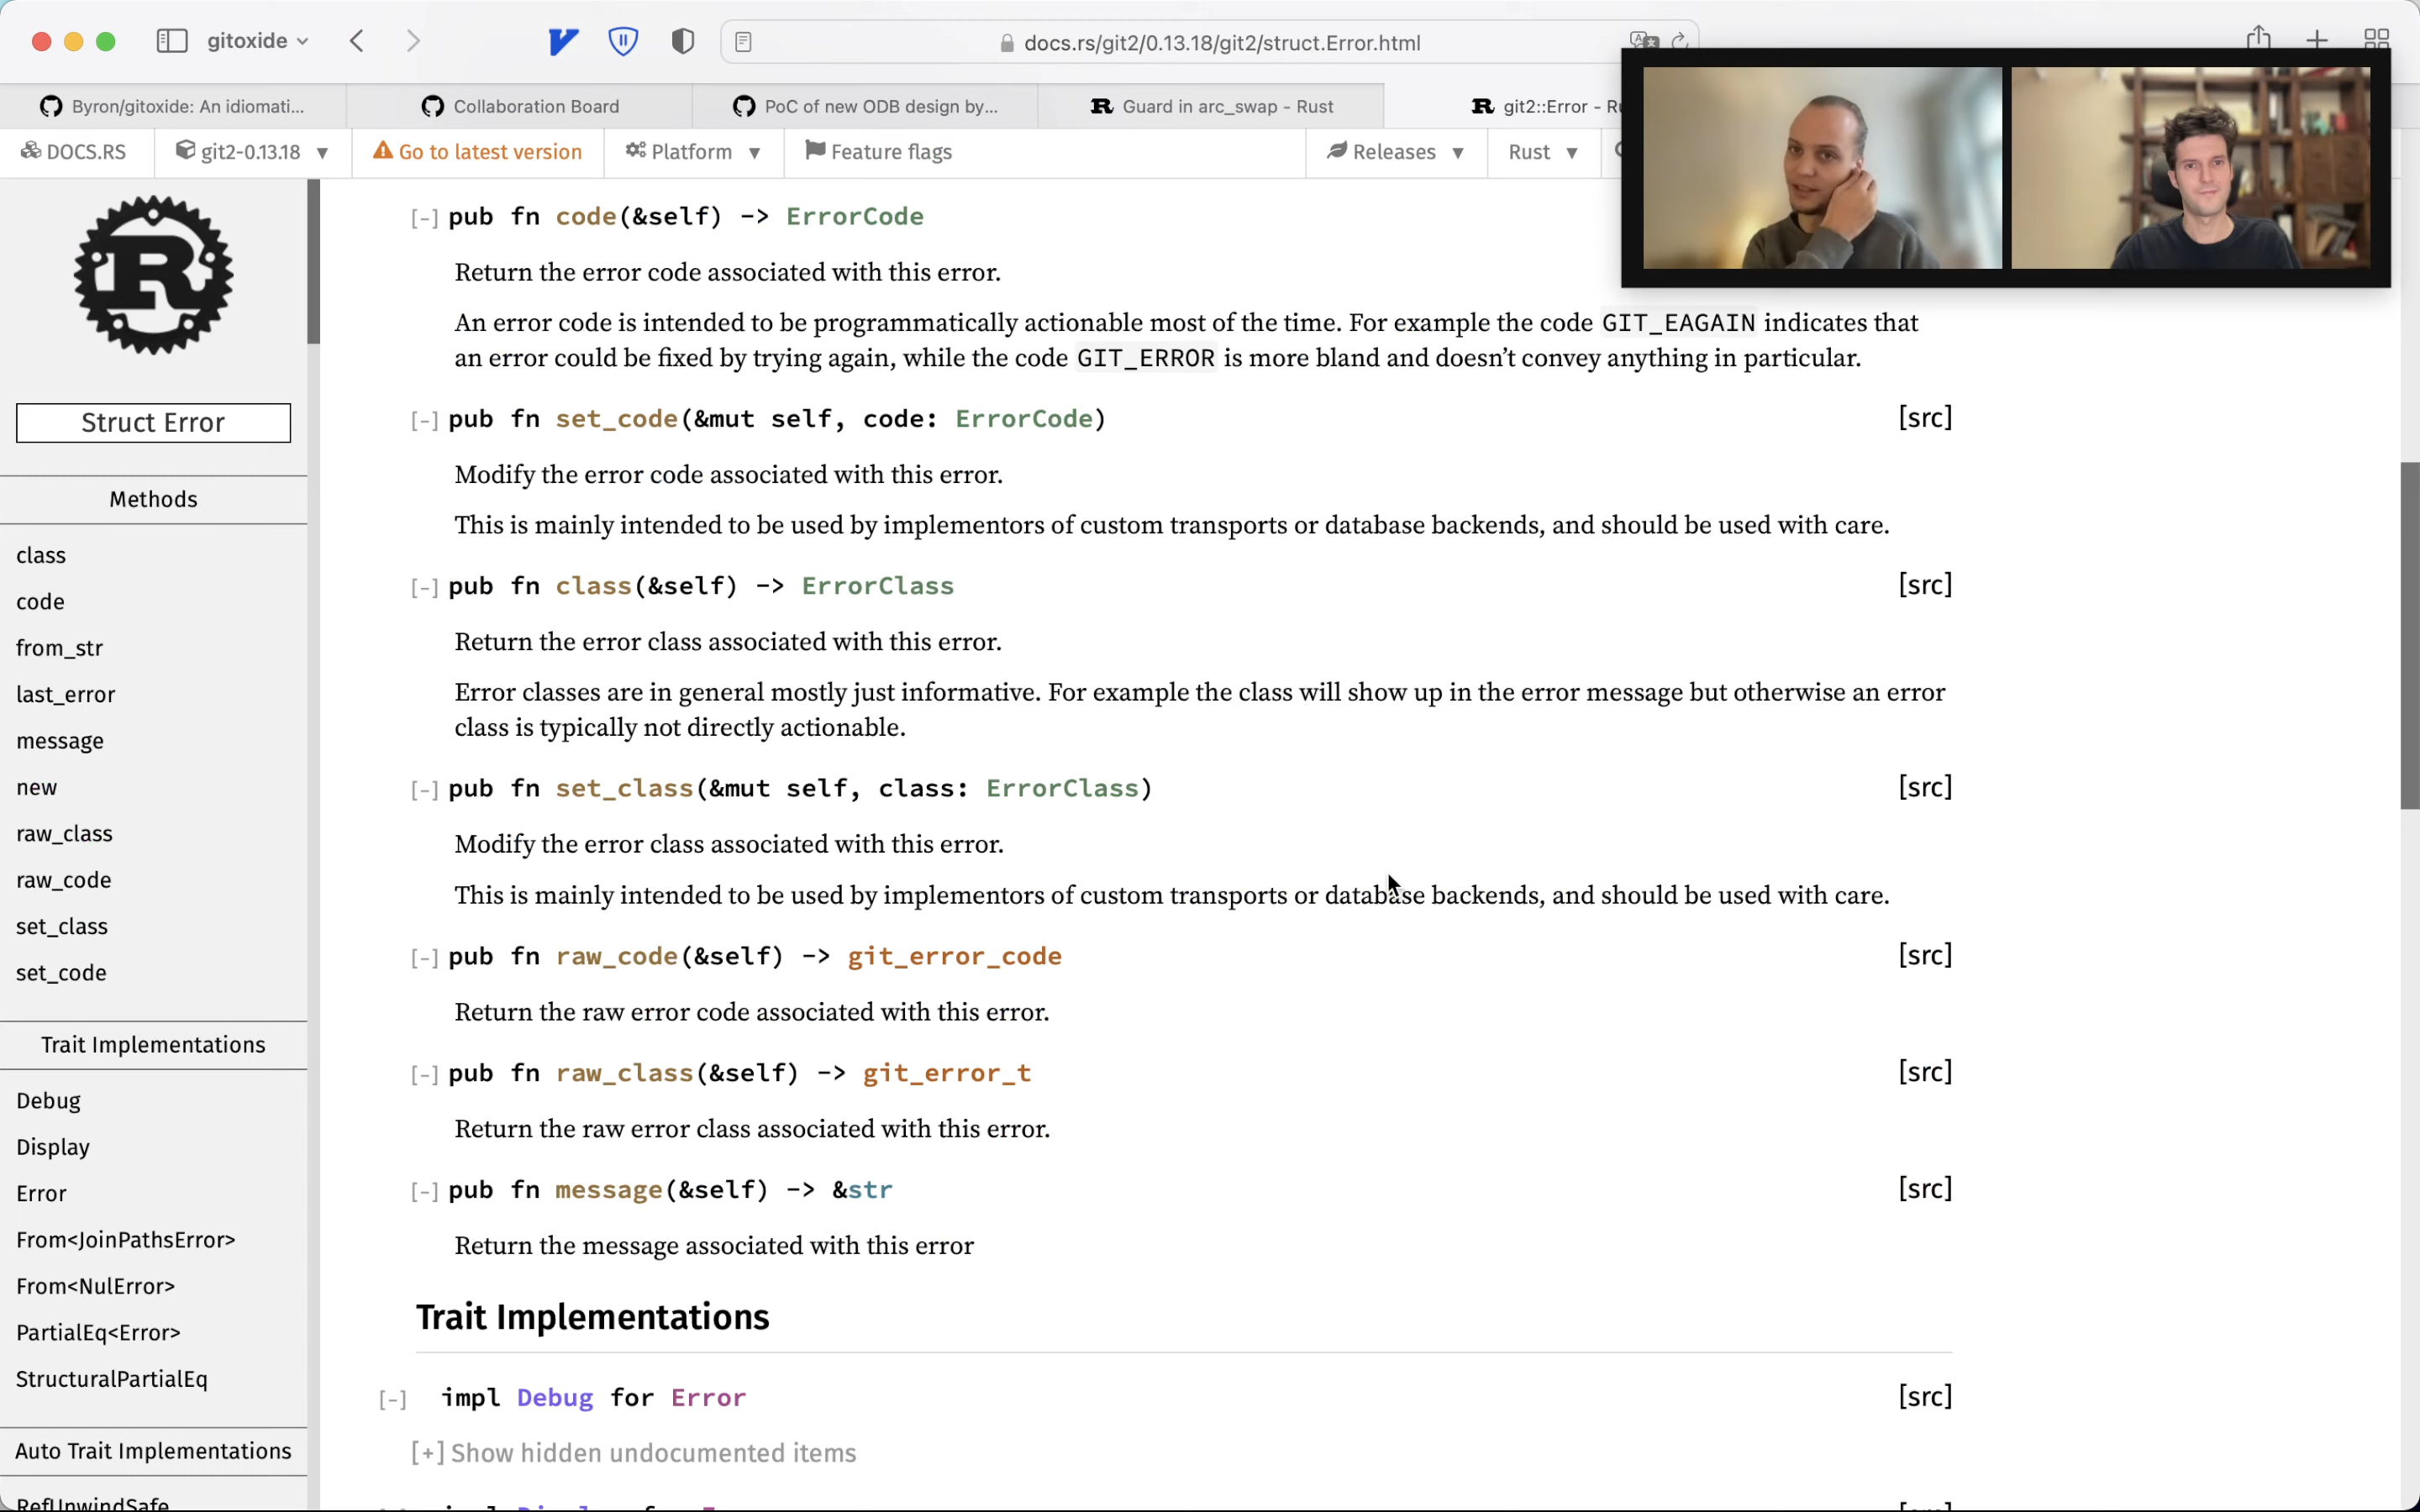 gitoxide
docs.rs/git2/0.13.18/git2/struct.Error.html
Byron/gitoxide: An idiomati...
Collaboration Board
PoC of new ODB design by...
Guard in arc_swap - Rust
git2::Error -
DOCS.RS
git2-0.13.18
Go to latest version
Platform
Feature flags
Releases
Rust
Struct Error
Methods
class
code
from_str
last_error
message
new
raw_class
raw_code
set_class
set_code
Trait Implementations
Debug
Display
Error
From<JoinPathsError>
From<NulError>
PartialEq<Error>
StructuralPartialEq
Auto Trait Implementations
RefUnwindSafe
[-] pub fn code(&self) -> ErrorCode
Return the error code associated with this error.
An error code is intended to be programmatically actionable most of the time. For example the code GIT_EAGAIN indicates that
an error could be fixed by trying again, while the code GIT_ERROR is more bland and doesn’t convey anything in particular.
[-] pub fn set_code(&mut self, code: ErrorCode) [src]
Modify the error code associated with this error.
This is mainly intended to be used by implementors of custom transports or database backends, and should be used with care.
[-] pub fn class(&self) -> ErrorClass [src]
Return the error class associated with this error.
Error classes are in general mostly just informative. For example the class will show up in the error message but otherwise an error
class is typically not directly actionable.
[-] pub fn set_class(&mut self, class: ErrorClass) [src]
Modify the error class associated with this error.
This is mainly intended to be used by implementors of custom transports or database backends, and should be used with care.
[-] pub fn raw_code(&self) -> git_error_code [src]
Return the raw error code associated with this error.
[-] pub fn raw_class(&self) -> git_error_t [src]
Return the raw error class associated with this error.
[-] pub fn message(&self) -> &str [src]
Return the message associated with this error
Trait Implementations
[-] impl Debug for Error [src]
[+] Show hidden undocumented items